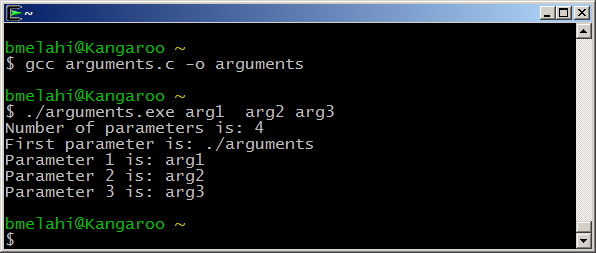 ~
bmelahi@Kangaroo ~
$ gcc arguments.c -o arguments
bmelahi@Kangaroo ~
$ ./arguments.exe arg1  arg2 arg3
Number of parameters is: 4
First parameter is: ./arguments
Parameter 1 is: arg1
Parameter 2 is: arg2
Parameter 3 is: arg3
bmelahi@Kangaroo ~
$